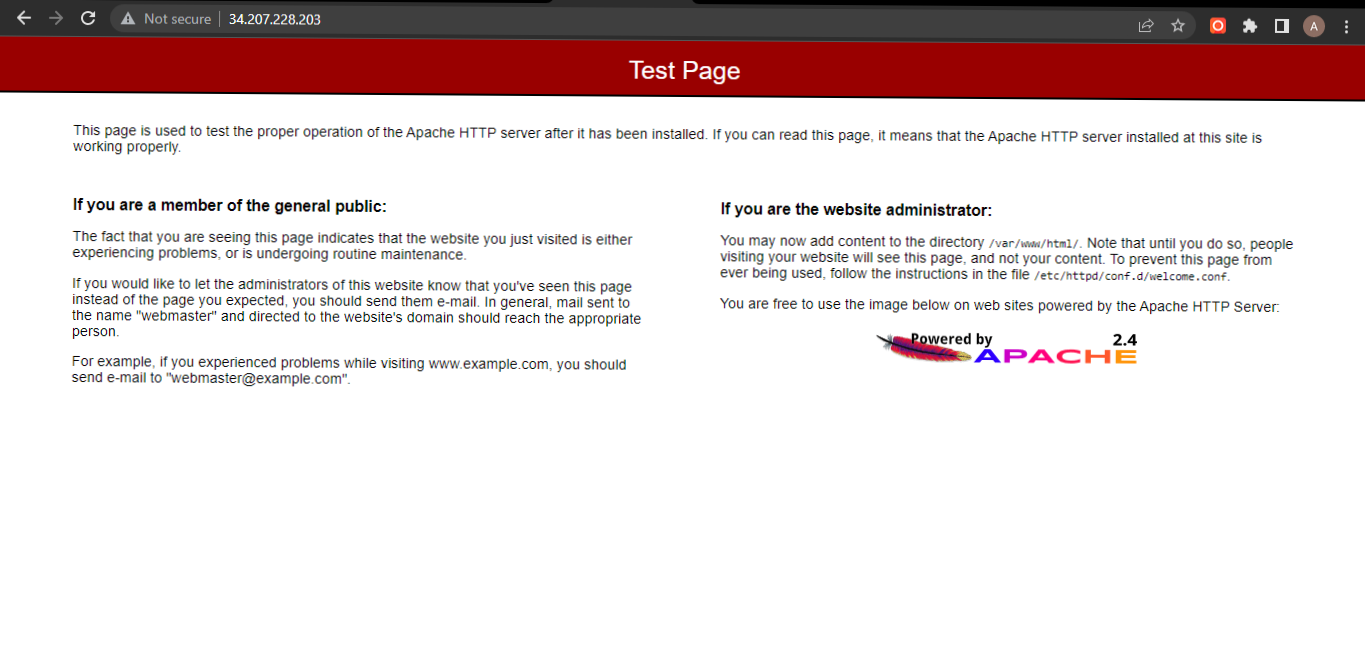 Not secure | 34.207.228.203
A
Test Page
This page is used to test the proper operation of the Apache HTTP server after it has been installed. If you can read this page, it means that the Apache HTTP server installed at this site is
working properly.
If you are a member of the general public:
The fact that you are seeing this page indicates that the website you just visited is either
experiencing problems, or is undergoing routine maintenance.
If you would like to let the administrators of this website know that you've seen this page
instead of the page you expected, you should send them e-mail. In general, mail sent to
the name "webmaster" and directed to the website's domain should reach the appropriate
person.
For example, if you experienced problems while visiting www.example.com, you should
send e-mail to "webmaster@example.com".
If you are the website administrator:
You may now add content to the directory /var/www/html/. Note that until you do so, people
visiting your website will see this page, and not your content. To prevent this page from
ever being used, follow the instructions in the file /etc/httpd/conf.d/welcome.conf.
You are free to use the image below on web sites powered by the Apache HTTP Server:
Powered by 2.4
APACHE